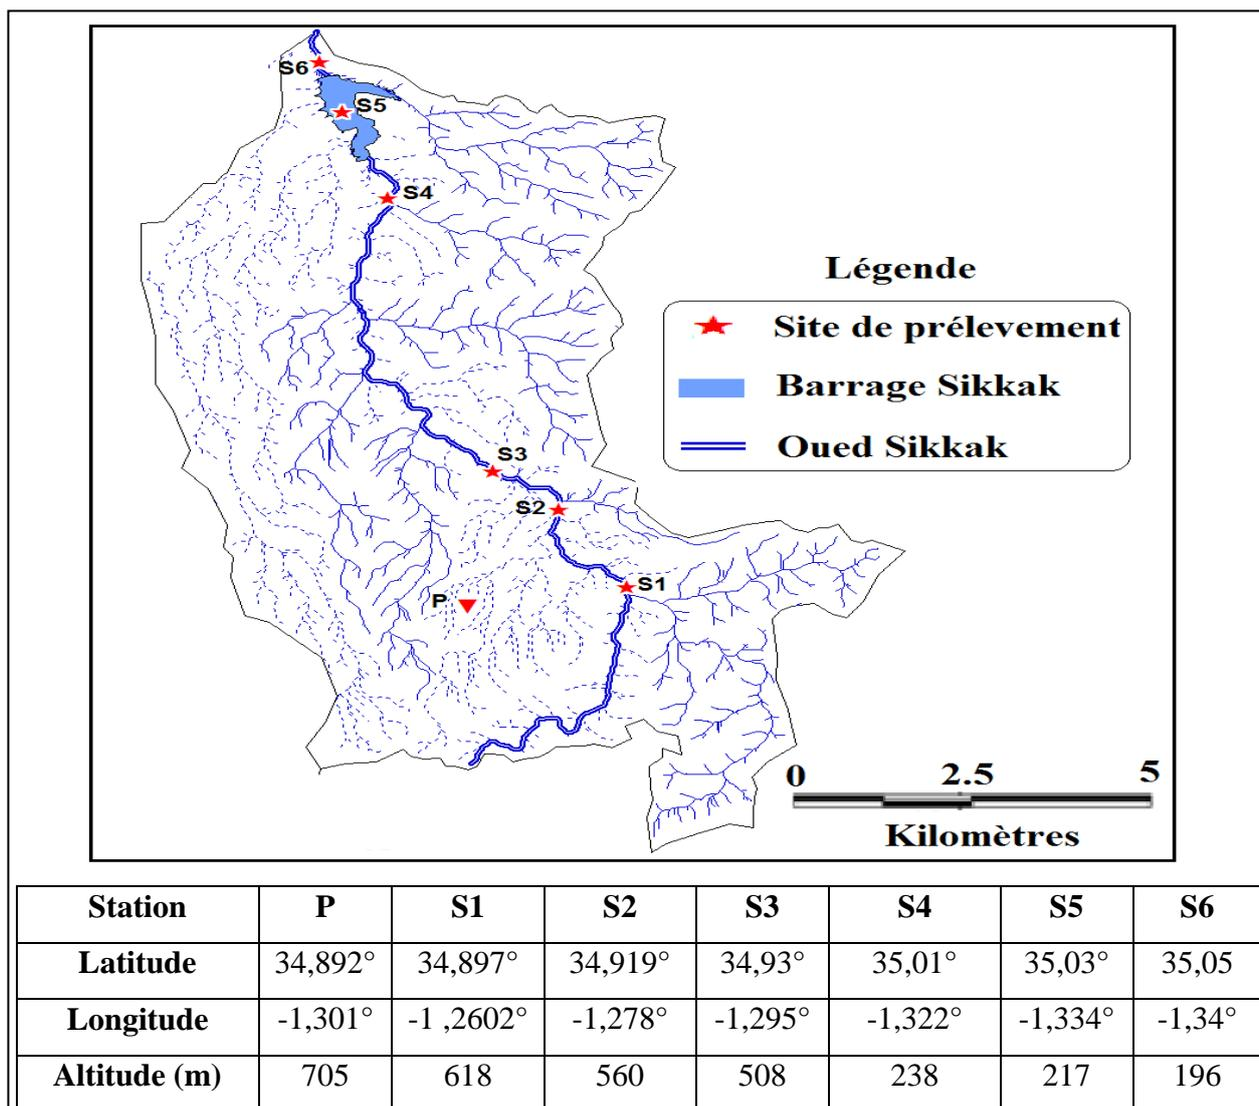 S6
S5
S4
Légende
Site de prélevement
Barrage Sikkak
Oued Sikkak
S3
S2
S1
P
0 2.5 5
Kilomètres
Station P S1 S2 S3 S4 S5 S6
Latitude 34,892° 34,897° 34,919° 34,93° 35,01° 35,03° 35,05
Longitude -1,301° -1 ,2602° -1,278° -1,295° -1,322° -1,334° -1,34°
Altitude (m) 705 618 560 508 238 217 196